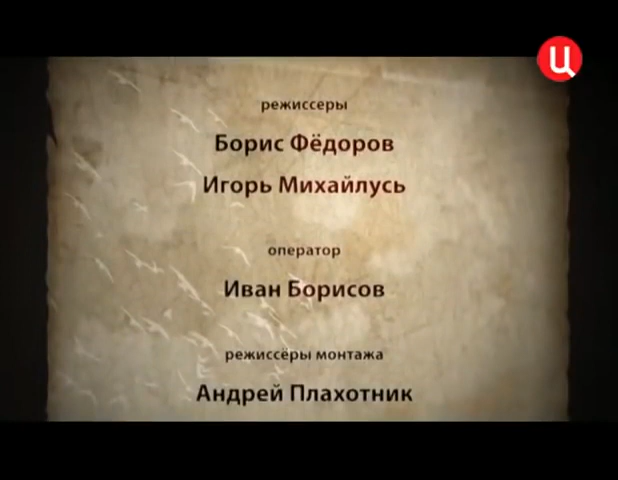 Ц
режиссеры
Борис Фёдоров
Игорь Михайлусь
оператор
Иван Борисов
режиссёры монтажа
Андрей Плахотник